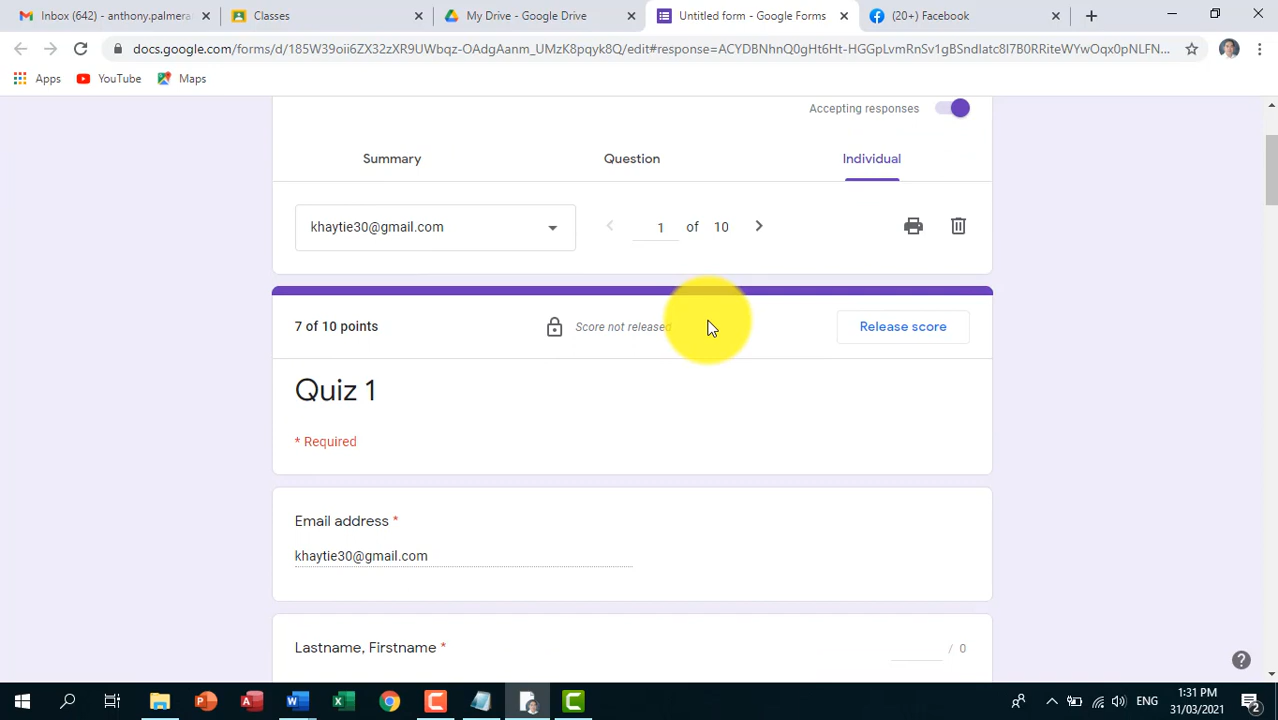 Inbox (642) - anthony.palmera
Classes
My Drive - Google Drive
Untitled form - Google Forms
(20+) Facebook
docs.google.com/forms/d/185W39oii6ZX32zXR9UWbqz-OAdgAanm_UMzK8pqyk8Q/edit#response=ACYDBNhnQ0gHt6Ht-HGGpLvmRnSv1gBSndIatc8I7B0RRiteWYwOqx0pNLFN...
Apps
YouTube
Maps
Accepting responses
Summary
Question
Individual
khaytie30@gmail.com
1 of 10
7 of 10 points
Score not released
Release score
Quiz 1
* Required
Email address *
khaytie30@gmail.com
Lastname, Firstname *
/ 0
1:31 PM
ENG
31/03/2021
2